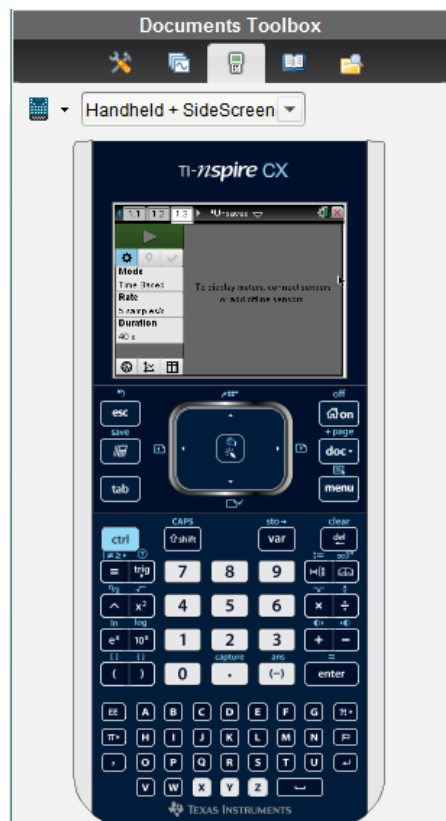 Documents Toolbox
Handheld + SideScreen
TI-nspire CX
1.1 1.2 1.3 *Unsaved
Mode
Time Based
Rate
5 samples/s
Duration
40 s
To display meters, connect sensors
or add offline sensors
off
esc
on
save
+ page
doc
tab
menu
CAPS
sto→
clear
ctrl
shift
var
del
= trig 7 8 9
^ x² 4 5 6 × ÷
ln log
eˣ 10ˣ 1 2 3 + −
capture ans
( ) 0 . (−) enter
EE A B C D E F G ?!▸
π▸ H I J K L M N
, O P Q R S T U
V W X Y Z
TEXAS INSTRUMENTS